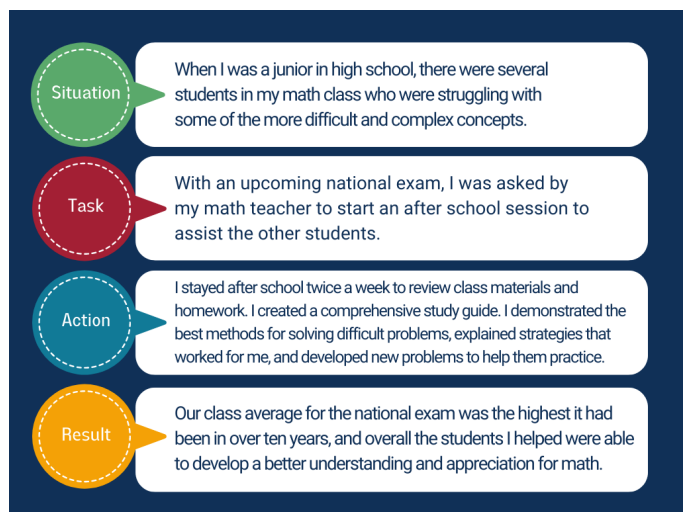 Situation
When I was a junior in high school, there were several
students in my math class who were struggling with
some of the more difficult and complex concepts.
Task
With an upcoming national exam, I was asked by
my math teacher to start an after school session to
assist the other students.
Action
I stayed after school twice a week to review class materials and
homework. I created a comprehensive study guide. I demonstrated the
best methods for solving difficult problems, explained strategies that
worked for me, and developed new problems to help them practice.
Result
Our class average for the national exam was the highest it had
been in over ten years, and overall the students I helped were able
to develop a better understanding and appreciation for math.